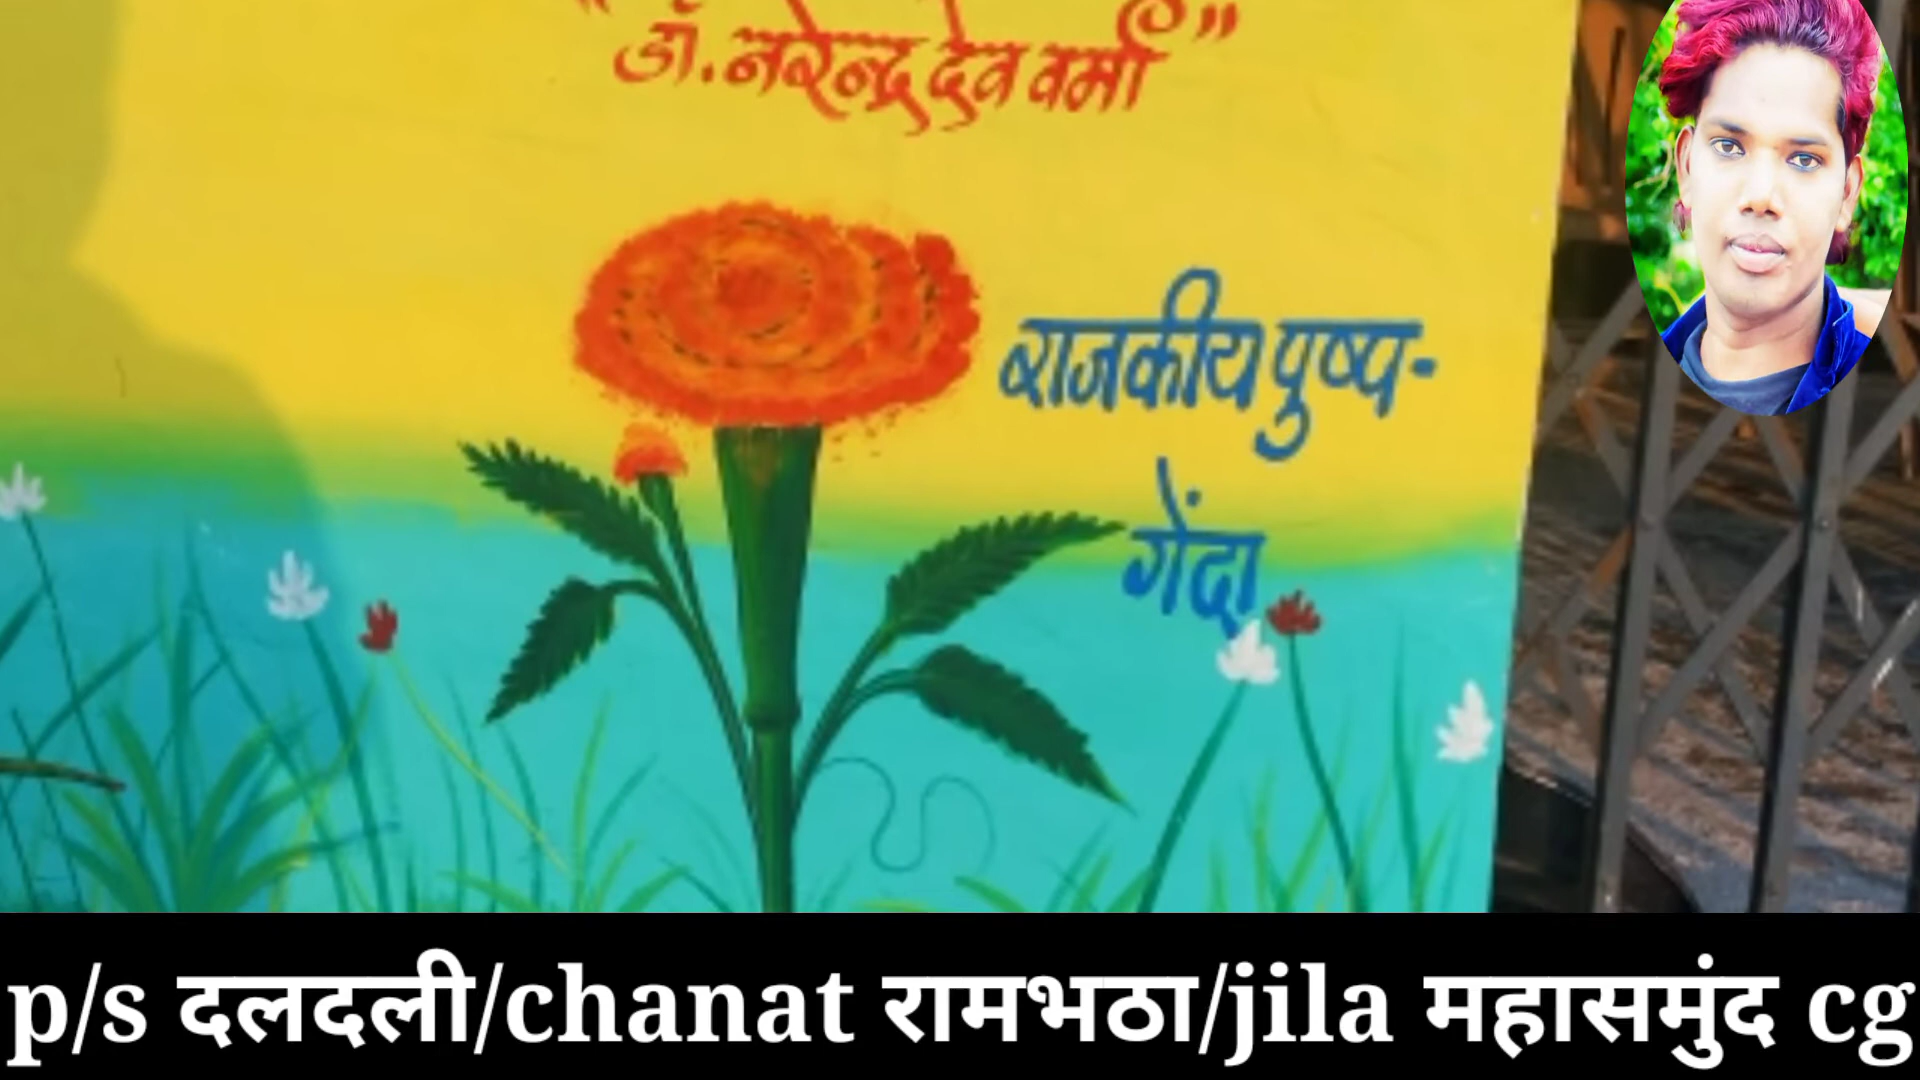 "डॉ. नरेन्द्र देव वर्मा"
राजकीय पुष्प-
गेंदा
p/s दलदली/chanat रामभठा/jila महासमुंद cg